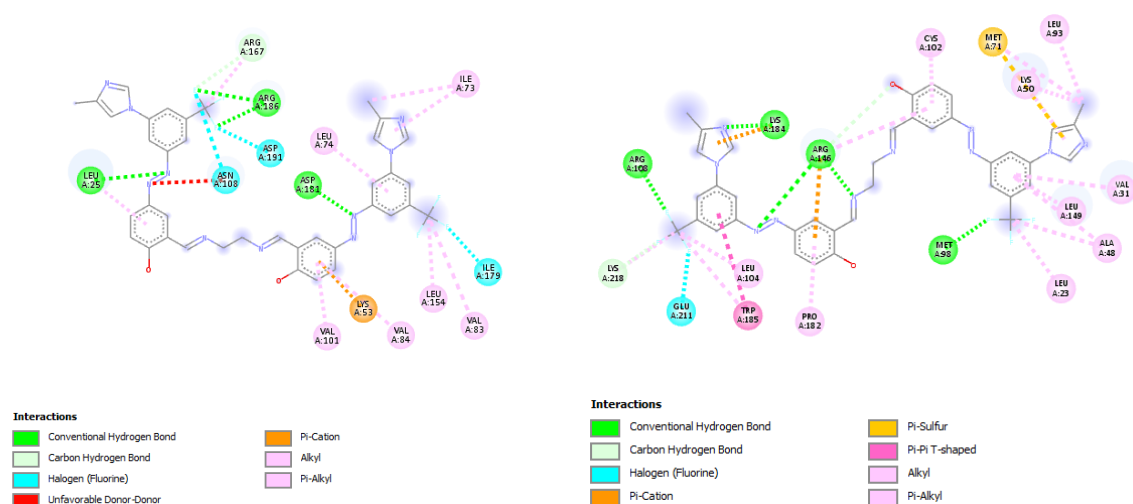 ARG
A:167
ARG
A:186
ASP
A:191
ASN
A:108
LEU
A:25
LEU
A:74
ILE
A:73
ASP
A:181
ILE
A:179
LEU
A:154
VAL
A:83
LYS
A:53
VAL
A:84
VAL
A:101
N
N
N
N
N
N
N
N
N
N
O
O
Interactions
Conventional Hydrogen Bond
Carbon Hydrogen Bond
Halogen (Fluorine)
Unfavorable Donor-Donor
Pi-Cation
Alkyl
Pi-Alkyl
CYS
A:102
MET
A:71
LEU
A:93
LYS
A:50
LYS
A:184
ARG
A:146
ARG
A:108
VAL
A:31
LEU
A:149
ALA
A:48
MET
A:98
LEU
A:23
LYS
A:218
LEU
A:104
GLU
A:211
TRP
A:185
PRO
A:182
N
N
N
N
N
N
N
N
N
N
O
O
Interactions
Conventional Hydrogen Bond
Carbon Hydrogen Bond
Halogen (Fluorine)
Pi-Cation
Pi-Sulfur
Pi-Pi T-shaped
Alkyl
Pi-Alkyl